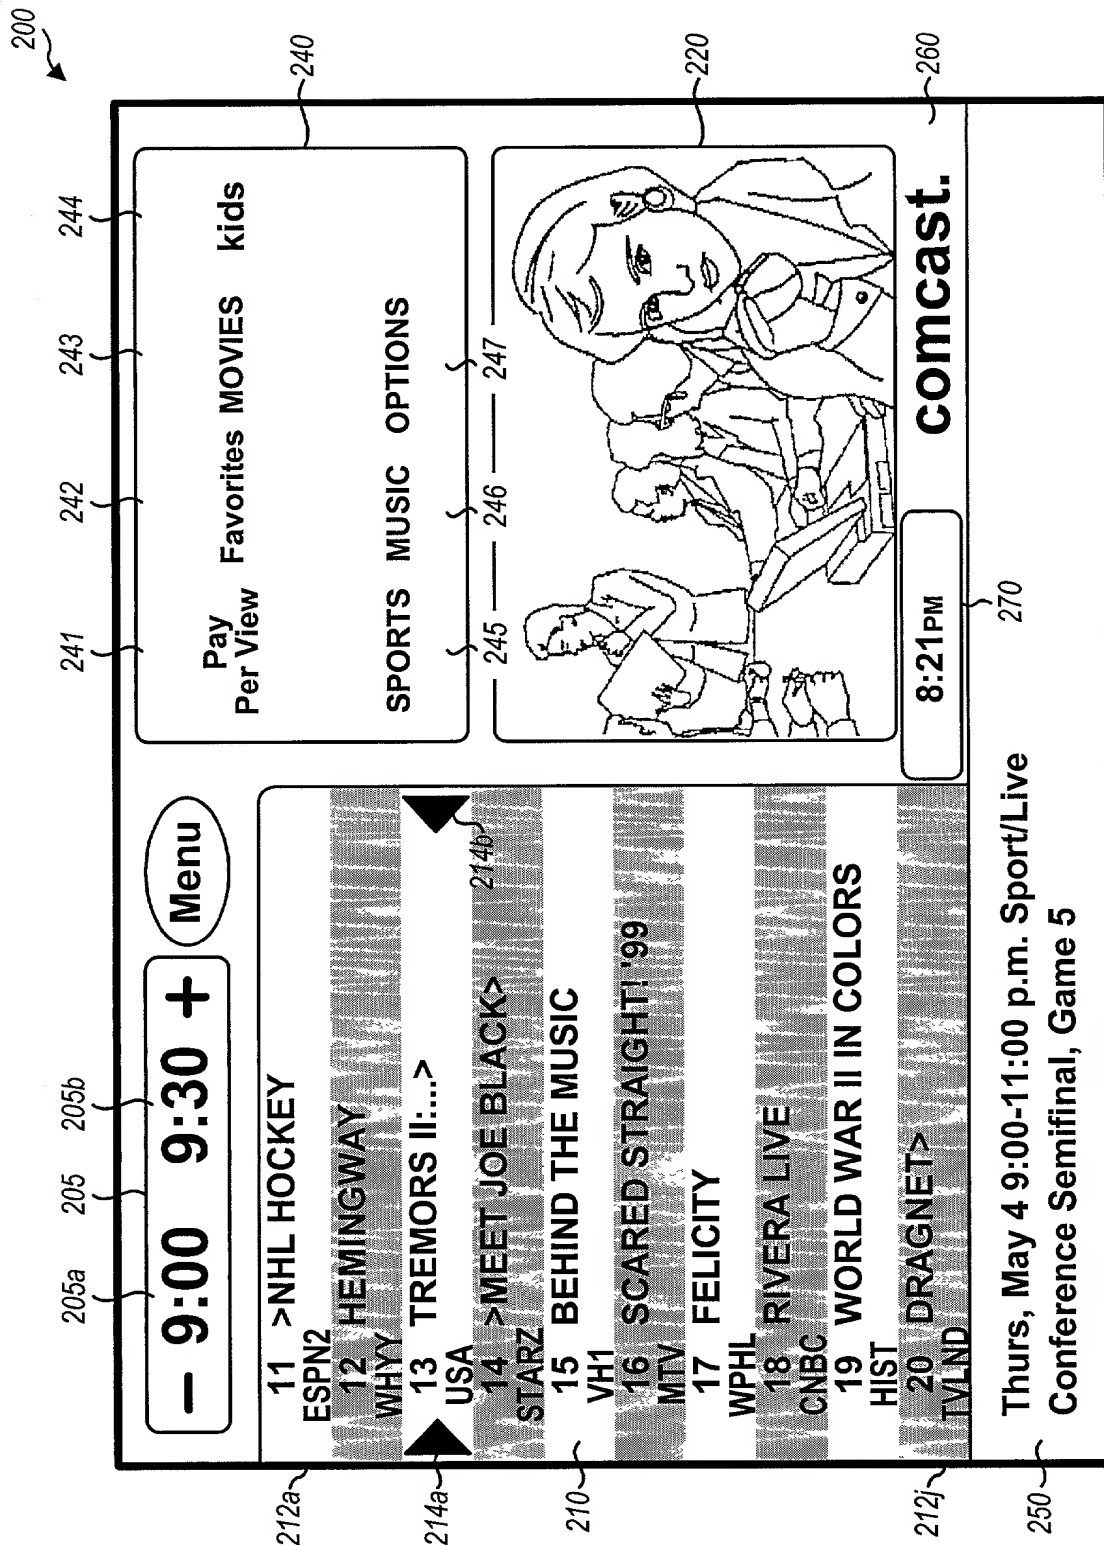 200
205a 205 205b
241 242 243 244
– 9:00 9:30 +
Menu
Pay
Per View Favorites MOVIES kids
SPORTS MUSIC OPTIONS
240
245 246 247
220
212a
11 >NHL HOCKEY
ESPN2
12 HEMINGWAY
WHYY
214a
13 TREMORS II:...>
USA
214b
14 >MEET JOE BLACK>
STARZ
210
15 BEHIND THE MUSIC
VH1
16 SCARED STRAIGHT! '99
MTV
17 FELICITY
WPHL
18 RIVERA LIVE
CNBC
19 WORLD WAR II IN COLORS
HIST
212j
20 DRAGNET>
TVLND
8:21PM
comcast.
260
270
250
Thurs, May 4 9:00-11:00 p.m. Sport/Live
Conference Semifinal, Game 5